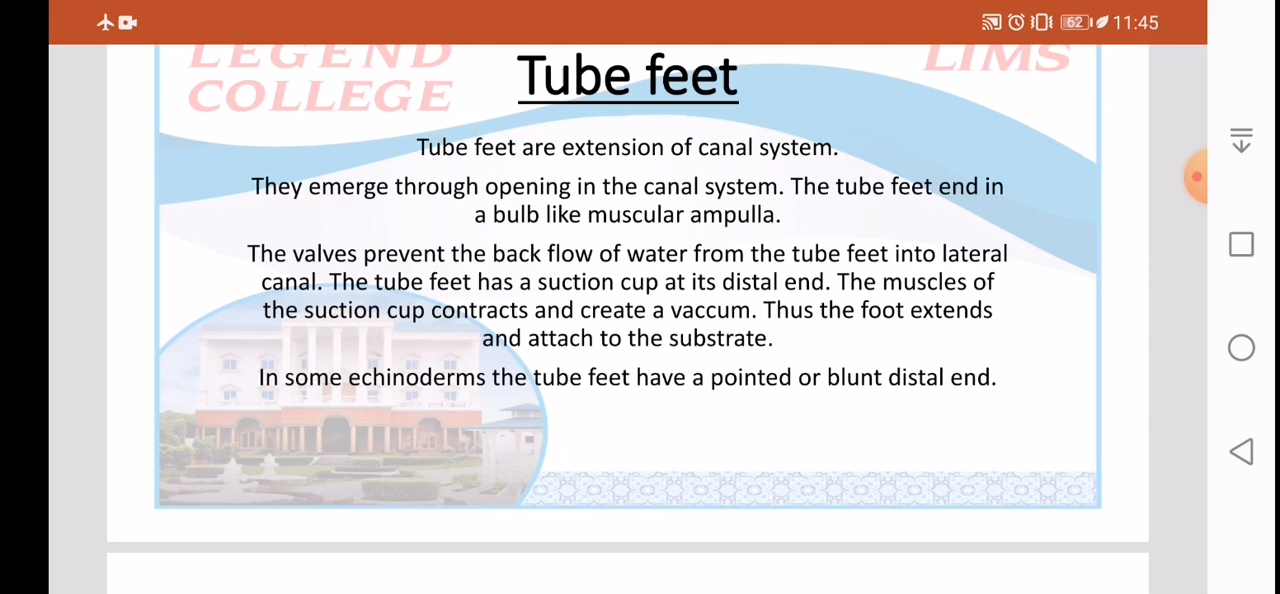 62 11:45
LEGEND
COLLEGE
LIMS
Tube feet
Tube feet are extension of canal system.
They emerge through opening in the canal system. The tube feet end in
a bulb like muscular ampulla.
The valves prevent the back flow of water from the tube feet into lateral
canal. The tube feet has a suction cup at its distal end. The muscles of
the suction cup contracts and create a vaccum. Thus the foot extends
and attach to the substrate.
In some echinoderms the tube feet have a pointed or blunt distal end.